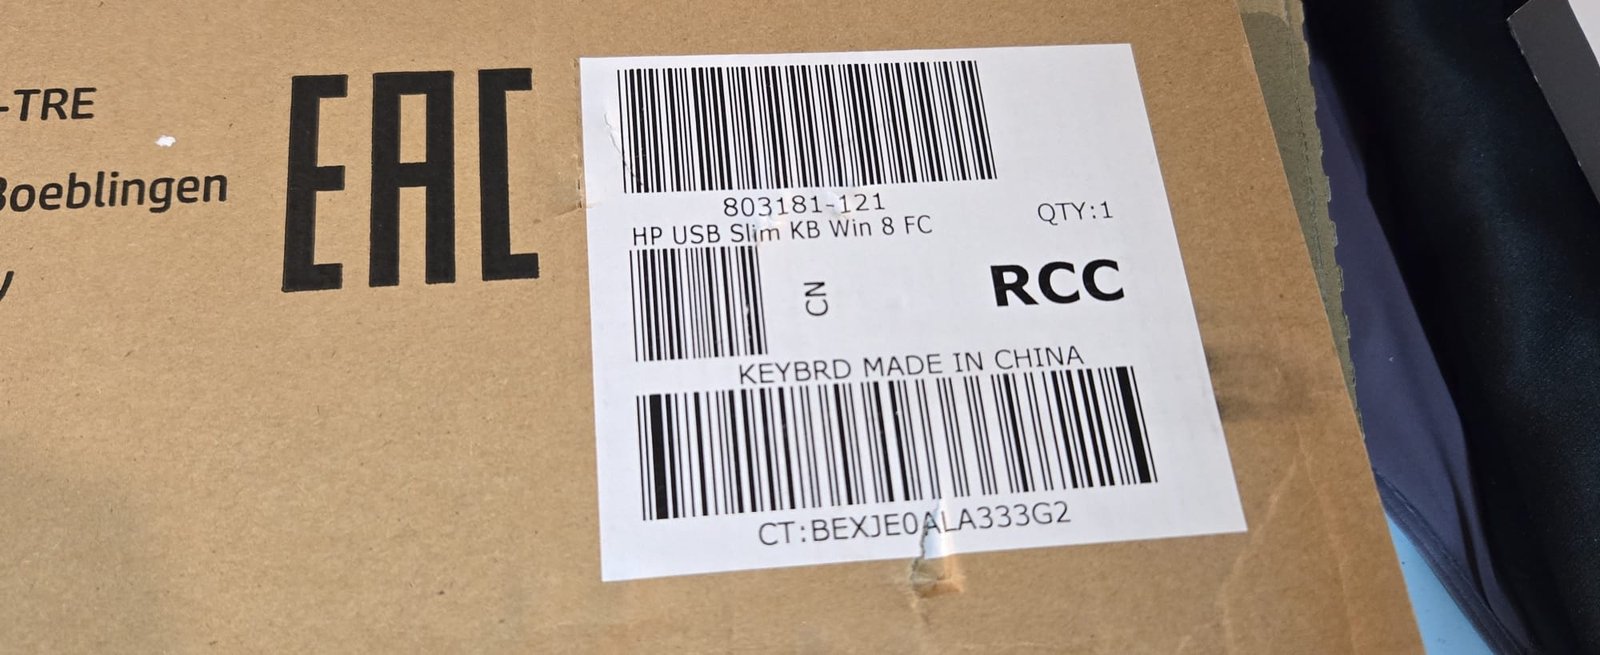 -TRE
Boeblingen
y
EAC
803181-121
HP USB Slim KB Win 8 FC
QTY:1
CN
RCC
KEYBRD MADE IN CHINA
CT:BEXJE0ALA333G2